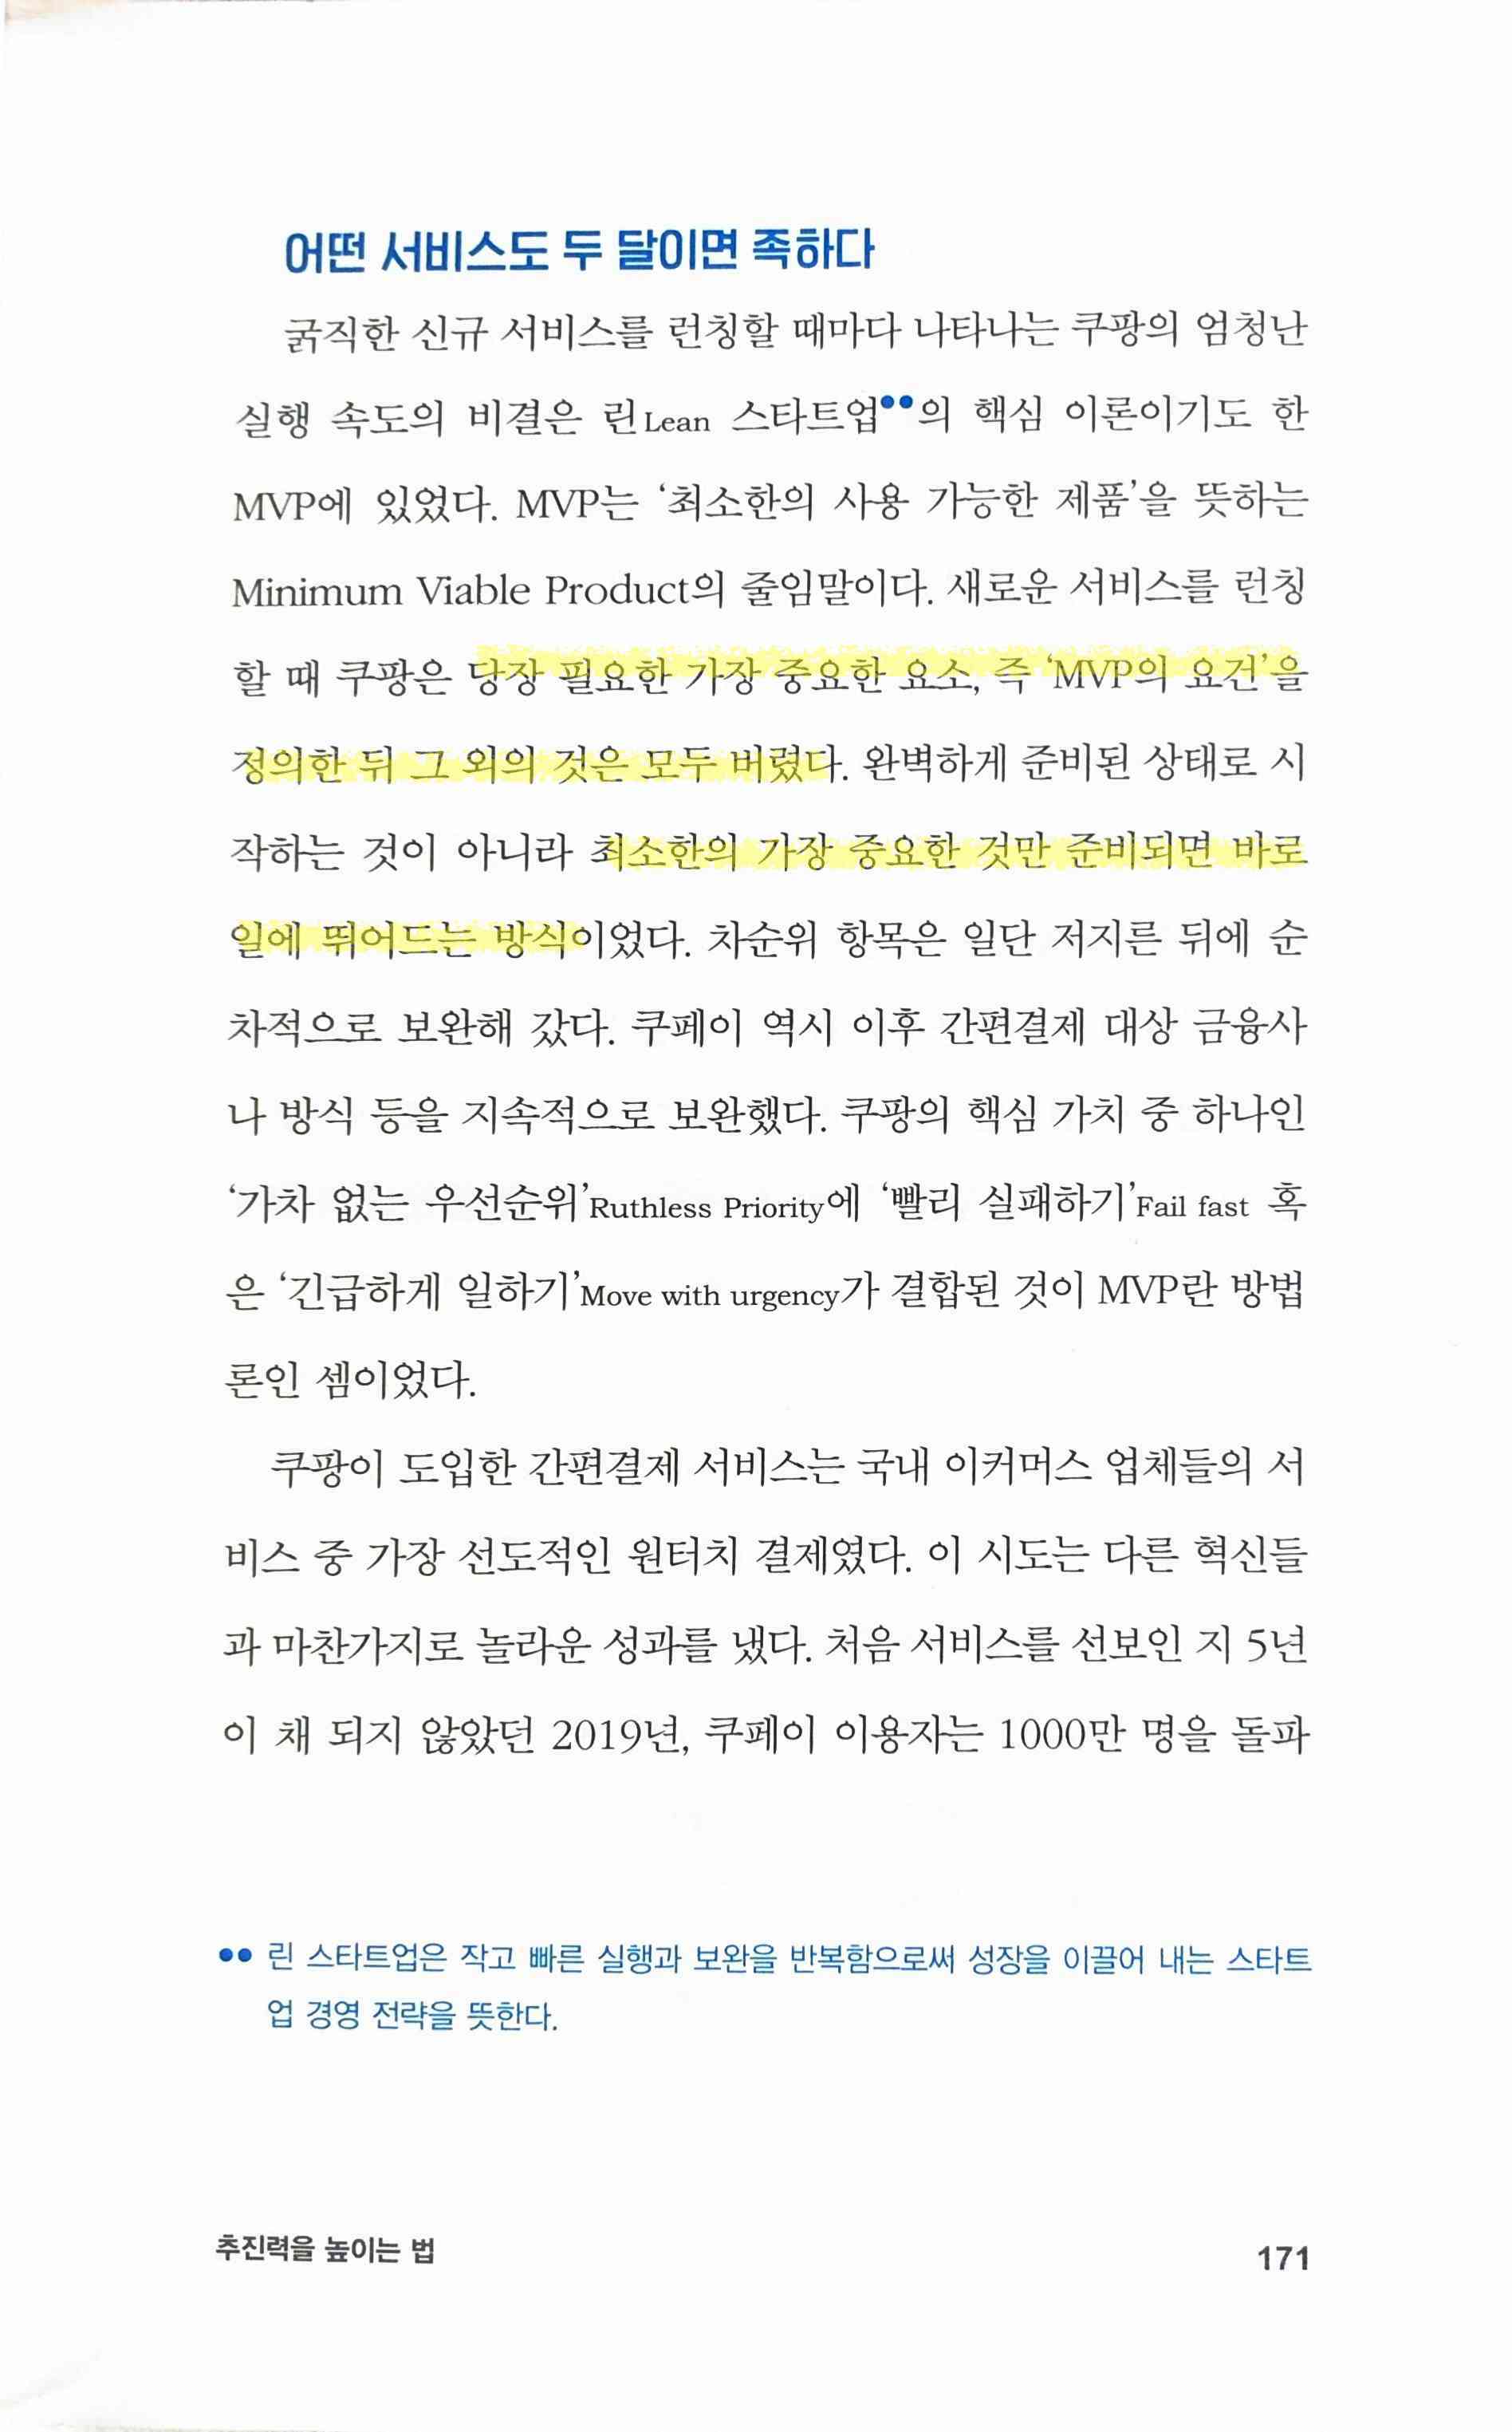 어떤 서비스도 두 달이면 족하다
굵직한 신규 서비스를 런칭할 때마다 나타나는 쿠팡의 엄청난
실행 속도의 비결은 린Lean 스타트업••의 핵심 이론이기도 한
MVP에 있었다. MVP는 ‘최소한의 사용 가능한 제품’을 뜻하는
Minimum Viable Product의 줄임말이다. 새로운 서비스를 런칭
할 때 쿠팡은 당장 필요한 가장 중요한 요소, 즉 ‘MVP의 요건’을
정의한 뒤 그 외의 것은 모두 버렸다. 완벽하게 준비된 상태로 시
작하는 것이 아니라 최소한의 가장 중요한 것만 준비되면 바로
일에 뛰어드는 방식이었다. 차순위 항목은 일단 저지른 뒤에 순
차적으로 보완해 갔다. 쿠페이 역시 이후 간편결제 대상 금융사
나 방식 등을 지속적으로 보완했다. 쿠팡의 핵심 가치 중 하나인
‘가차 없는 우선순위’Ruthless Priority에 ‘빨리 실패하기’Fail fast 혹
은 ‘긴급하게 일하기’Move with urgency가 결합된 것이 MVP란 방법
론인 셈이었다.
쿠팡이 도입한 간편결제 서비스는 국내 이커머스 업체들의 서
비스 중 가장 선도적인 원터치 결제였다. 이 시도는 다른 혁신들
과 마찬가지로 놀라운 성과를 냈다. 처음 서비스를 선보인 지 5년
이 채 되지 않았던 2019년, 쿠페이 이용자는 1000만 명을 돌파
•• 린 스타트업은 작고 빠른 실행과 보완을 반복함으로써 성장을 이끌어 내는 스타트
업 경영 전략을 뜻한다.
추진력을 높이는 법
171